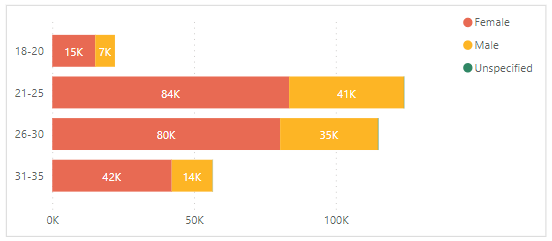 Female
Male
Unspecified
18-20 15K 7K
21-25 84K 41K
26-30 80K 35K
31-35 42K 14K
0K 50K 100K